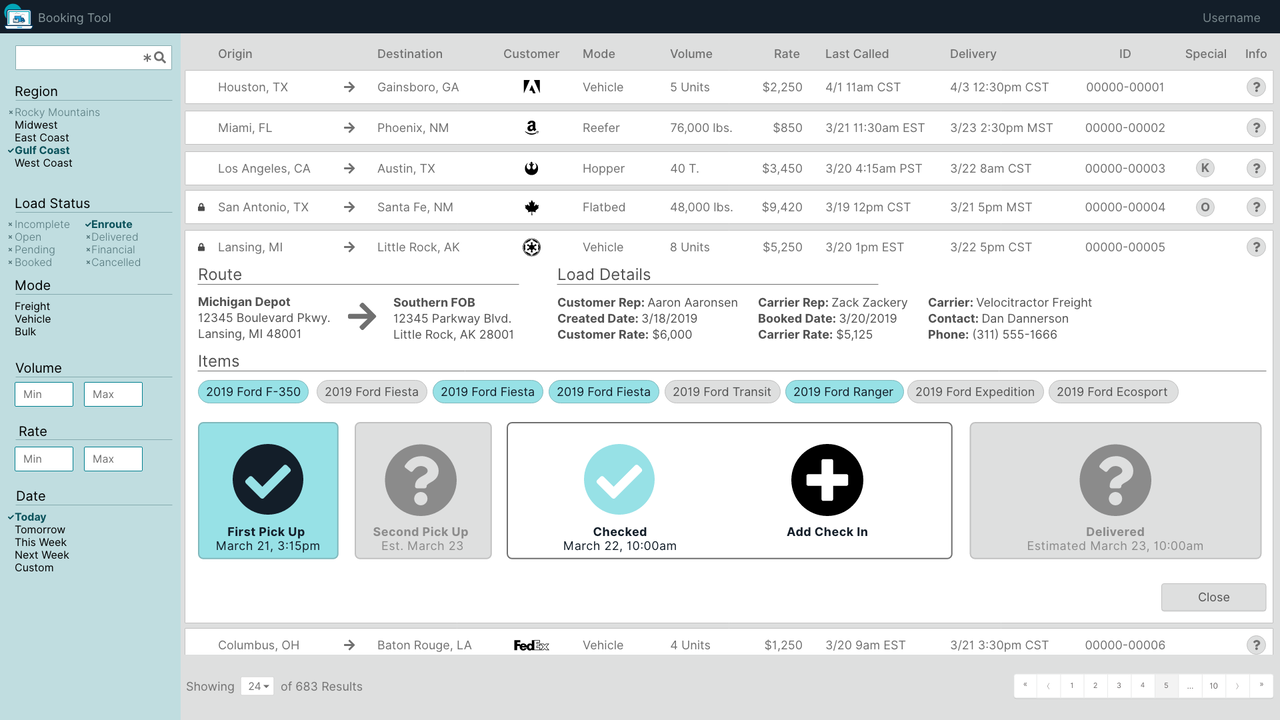 Booking Tool
Username
Region
× Rocky Mountains
Midwest
East Coast
✓ Gulf Coast
West Coast
Load Status
× Incomplete ✓ Enroute
× Open × Delivered
× Pending × Financial
× Booked × Cancelled
Mode
Freight
Vehicle
Bulk
Volume
Min Max
Rate
Min Max
Date
✓ Today
Tomorrow
This Week
Next Week
Custom
Origin Destination Customer Mode Volume Rate Last Called Delivery ID Special Info
Houston, TX → Gainsboro, GA Vehicle 5 Units $2,250 4/1 11am CST 4/3 12:30pm CST 00000-00001 ?
Miami, FL → Phoenix, NM a Reefer 76,000 lbs. $850 3/21 11:30am EST 3/23 2:30pm MST 00000-00002 ?
Los Angeles, CA → Austin, TX Hopper 40 T. $3,450 3/20 4:15am PST 3/22 8am CST 00000-00003 K ?
San Antonio, TX → Santa Fe, NM Flatbed 48,000 lbs. $9,420 3/19 12pm CST 3/21 5pm MST 00000-00004 O ?
Lansing, MI → Little Rock, AK Vehicle 8 Units $5,250 3/20 1pm EST 3/22 5pm CST 00000-00005 ?
Route
Michigan Depot
12345 Boulevard Pkwy.
Lansing, MI 48001
Southern FOB
12345 Parkway Blvd.
Little Rock, AK 28001
Load Details
Customer Rep: Aaron Aaronsen
Created Date: 3/18/2019
Customer Rate: $6,000
Carrier Rep: Zack Zackery
Booked Date: 3/20/2019
Carrier Rate: $5,125
Carrier: Velocitractor Freight
Contact: Dan Dannerson
Phone: (311) 555-1666
Items
2019 Ford F-350 2019 Ford Fiesta 2019 Ford Fiesta 2019 Ford Fiesta 2019 Ford Transit 2019 Ford Ranger 2019 Ford Expedition 2019 Ford Ecosport
First Pick Up
March 21, 3:15pm
?
Second Pick Up
Est. March 23
Checked
March 22, 10:00am
Add Check In
?
Delivered
Estimated March 23, 10:00am
Close
Columbus, OH → Baton Rouge, LA FedEx Vehicle 4 Units $1,250 3/20 9am EST 3/21 3:30pm CST 00000-00006 ?
Showing 24 of 683 Results
« ‹ 1 2 3 4 5 ... 10 › »